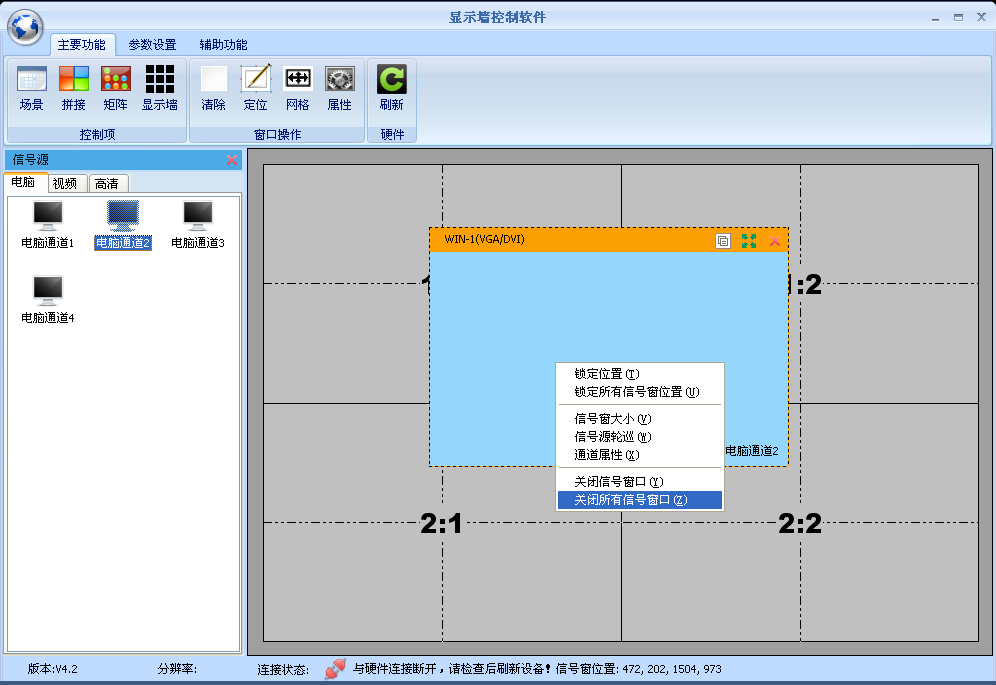 显示墙控制软件
主要功能 参数设置 辅助功能
场景 拼接 矩阵 显示墙 清除 定位 网格 属性 刷新
控制项 窗口操作 硬件
信号源
电脑 视频 高清
电脑通道1 电脑通道2 电脑通道3
电脑通道4
WIN-1(VGA/DVI)
:2
锁定位置(T)
锁定所有信号窗位置(U)
信号窗大小(V)
信号源轮巡(W)
通道属性(X)
电脑通道2
关闭信号窗口(Y)
关闭所有信号窗口(Z)
2:1 2:2
版本:V4.2 分辨率: 连接状态: 与硬件连接断开，请检查后刷新设备! 信号窗位置: 472, 202, 1504, 973